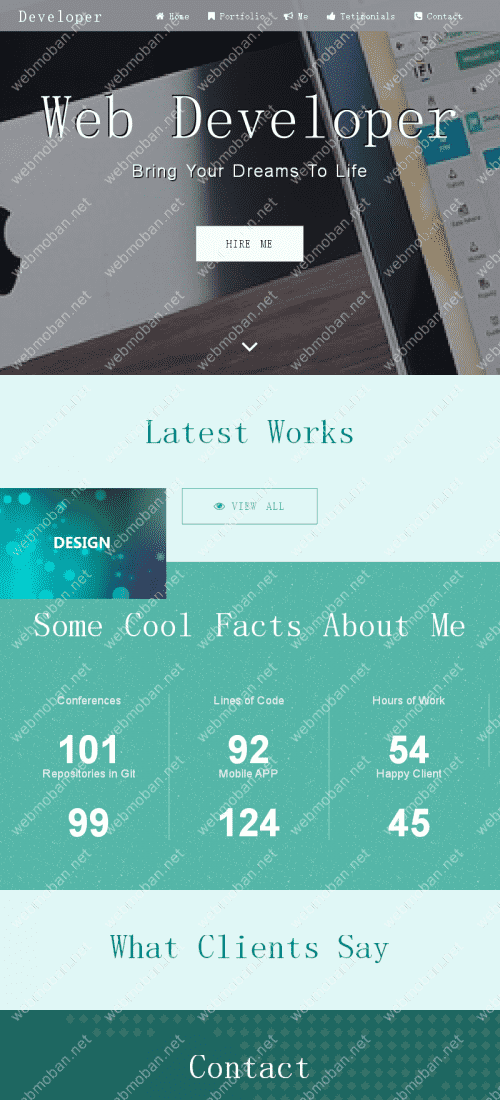 Developer
Home
Portfolio
Me
Tetimonials
Contact
Web Developer
Bring Your Dreams To Life
HIRE ME
Latest Works
VIEW ALL
DESIGN
Some Cool Facts About Me
Conferences
Lines of Code
Hours of Work
101
92
54
Repositories in Git
Mobile APP
Happy Client
99
124
45
What Clients Say
Contact
webmoban.net